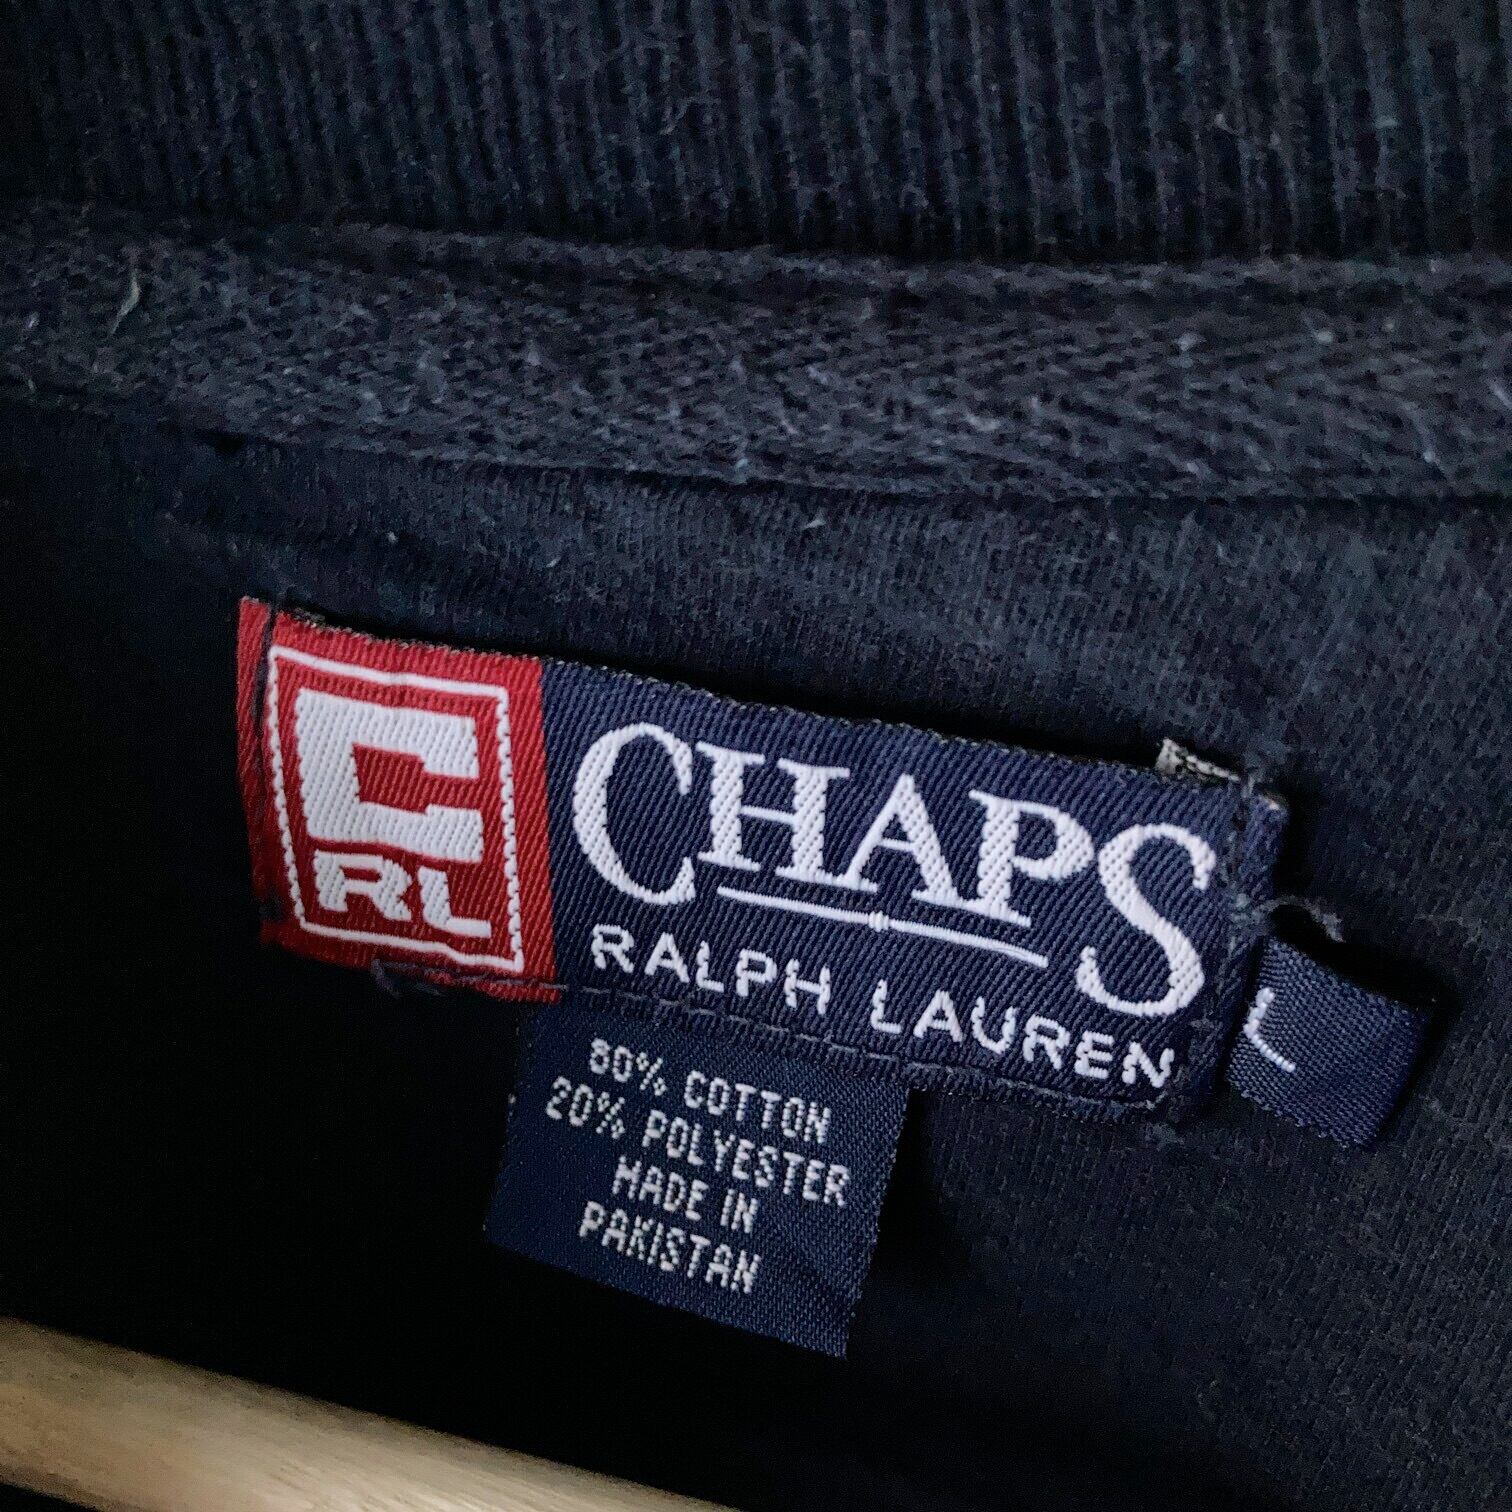 C
RL
CHAPS
RALPH LAUREN
L
80% COTTON
20% POLYESTER
MADE IN
PAKISTAN